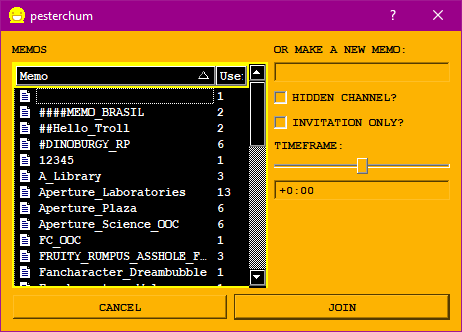 pesterchum
MEMOS
Memo Use:
1
####MEMO_BRASIL 2
##Hello_Troll 2
#DINOBURGY_RP 6
12345 1
A_Library 3
Aperture_Laboratories 13
Aperture_Plaza 6
Aperture_Science_OOC 6
FC_OOC 1
FRUITY_RUMPUS_ASSHOLE_F… 3
Fancharacter_Dreambubble 1
OR MAKE A NEW MEMO:
HIDDEN CHANNEL?
INVITATION ONLY?
TIMEFRAME:
+0:00
CANCEL
JOIN